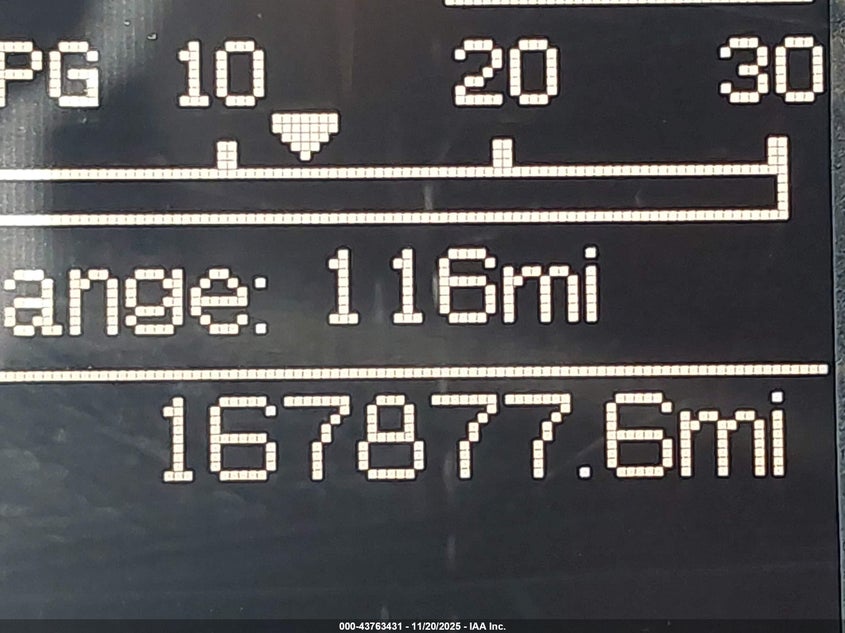 PG 10 20 30
ange: 116mi
167877.6mi
000-43763431 - 11/20/2025 - IAA Inc.